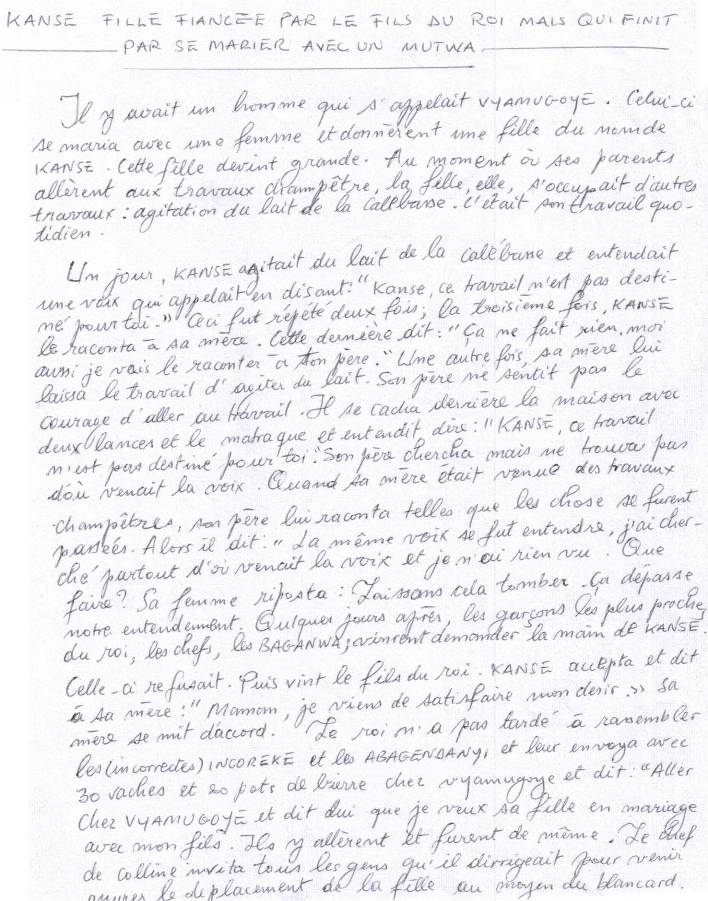 KANSE FILLE FIANCÉE PAR LE FILS DU ROI MAIS QUI FINIT
PAR SE MARIER AVEC UN MUTWA
Il y avait un homme qui s'appelait VYAMUGOYE. Celui-ci
se maria avec une femme et donnèrent une fille du nom de
KANSE. Cette fille devint grande. Au moment où ses parents
allèrent aux travaux champêtre, la fille, elle, s'occupait d'autres
travaux : agitation du lait de la callebasse. C'était son travail quo-
tidien.
Un jour, KANSE agitait du lait de la calébasse et entendait
une voix qui appelait en disant : "Kanse, ce travail n'est pas desti-
né pour toi." Ceci fut répété deux fois; la troisième fois, KANSE
le raconta à sa mère. Cette dernière dit : "Ça ne fait rien, moi
aussi je vais le raconter à ton père." Une autre fois, sa mère lui
laissa le travail d'agiter du lait. Son père ne sentit pas le
courage d'aller au travail. Il se cacha derrière la maison avec
deux lances et le matraque et entendit dire : "KANSE, ce travail
n'est pas destiné pour toi". Son père chercha mais ne trouva pas
d'où venait la voix. Quand sa mère était venue des travaux
champêtres, son père lui raconta telles que les chose se furent
passées. Alors il dit : "La même voix se fut entendre, j'ai cher-
ché partout d'où venait la voix et je n'ai rien vu. Que
faire? Sa femme riposta : Laissons cela tomber. Ça dépasse
notre entendement. Quelques jours après, les garçons les plus proches
du roi, les chefs, les BAGANWA; vinrent demander la main de KANSE.
Celle-ci refusait. Puis vint le fils du roi. KANSE accepta et dit
à sa mère : "Mamam, je viens de satisfaire mon desir." Sa
mère se mit d'accord. Le roi n'a pas tardé à rassembler
les (incorrectes) INCOREKE et les ABAGENDANYI et leur envoya avec
30 vaches et 20 pots de bierre chez vyamugoye et dit : "Aller
chez VYAMUGOYE et dit lui que je veux sa fille en mariage
avec mon fils. Ils y allèrent et furent de même. Le chef
de colline invita tous les gens qu'il dirrigeait pour venir
assurer le déplacement de la fille au moyen du blancard.